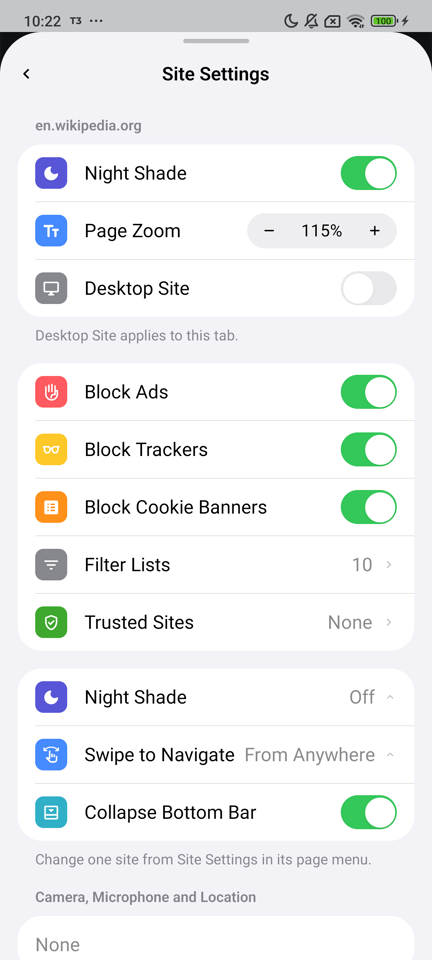 10:22 T3 ···
100
Site Settings
en.wikipedia.org
Night Shade
Page Zoom − 115% +
Desktop Site
Desktop Site applies to this tab.
Block Ads
Block Trackers
Block Cookie Banners
Filter Lists 10
Trusted Sites None
Night Shade Off
Swipe to Navigate From Anywhere
Collapse Bottom Bar
Change one site from Site Settings in its page menu.
Camera, Microphone and Location
None